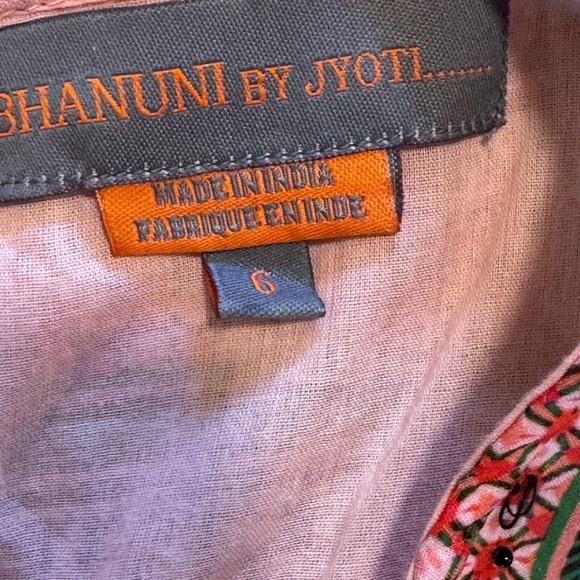 BHANUNI BY JYOTI.......
MADE IN INDIA
FABRIQUE EN INDE
6